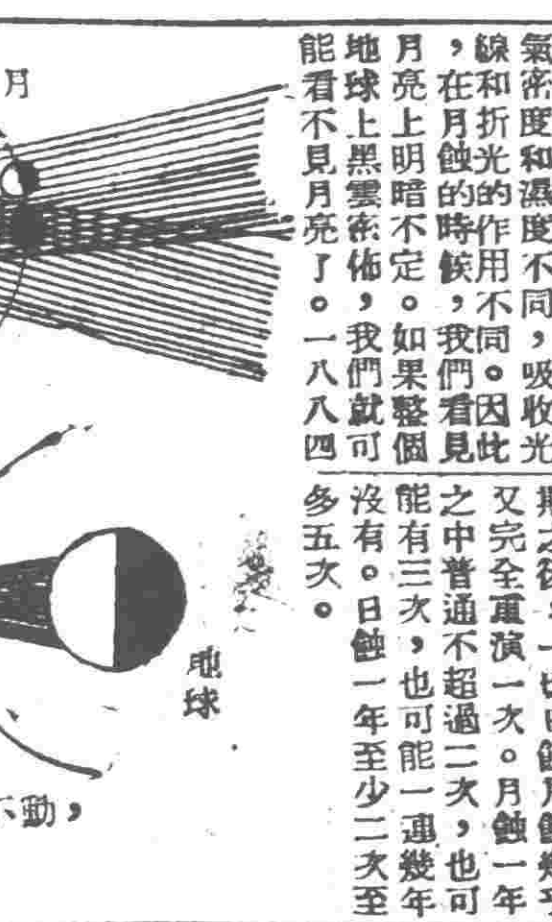 氣密度和濕度不同，吸收光
線和折光的作用不同。因此
，在月蝕的時候，我們看見
月亮上明暗不定。如果整個
地球上黑雲密佈，我們就可
能看不見月亮了。一八八四
又完全重演一次。月蝕一年
之中普通不超過二次，也可
能有三次，也可能一連幾年
沒有。日蝕一年至少二次至
多五次。
月
地球
不動，